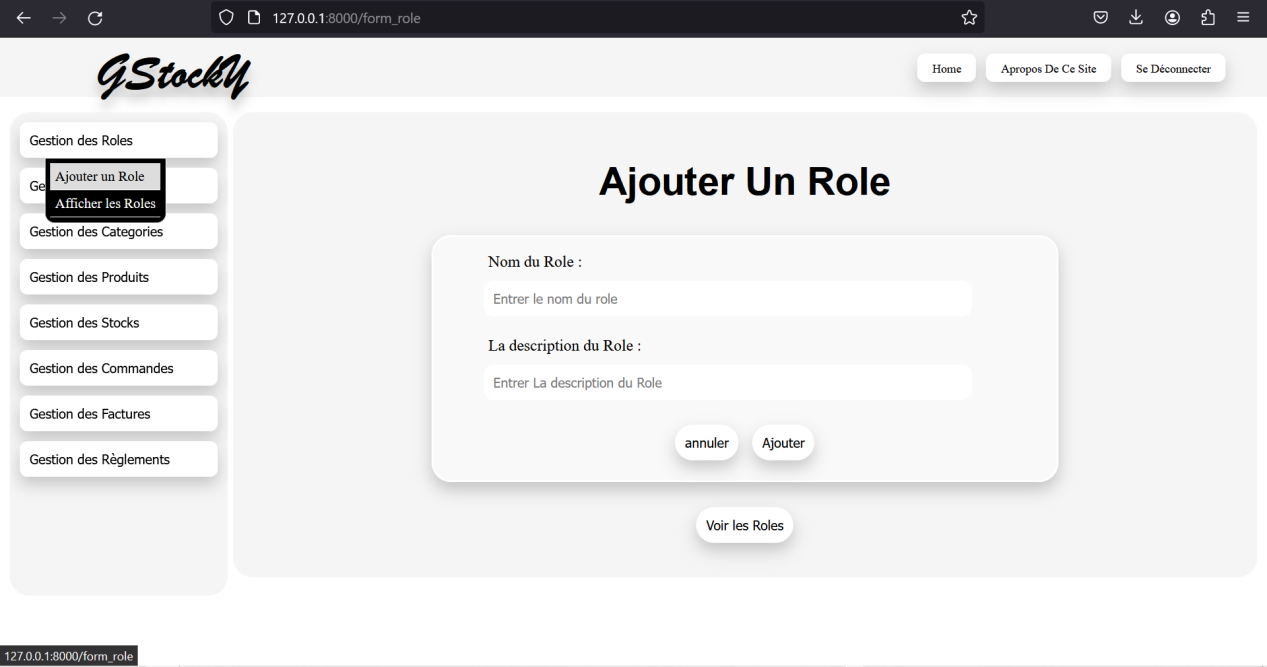 127.0.0.1:8000/form_role
GStockY
Home
Apropos De Ce Site
Se Déconnecter
Gestion des Roles
Ajouter un Role
Ge
Afficher les Roles
Gestion des Categories
Gestion des Produits
Gestion des Stocks
Gestion des Commandes
Gestion des Factures
Gestion des Règlements
Ajouter Un Role
Nom du Role :
Entrer le nom du role
La description du Role :
Entrer La description du Role
annuler
Ajouter
Voir les Roles
127.0.0.1:8000/form_role